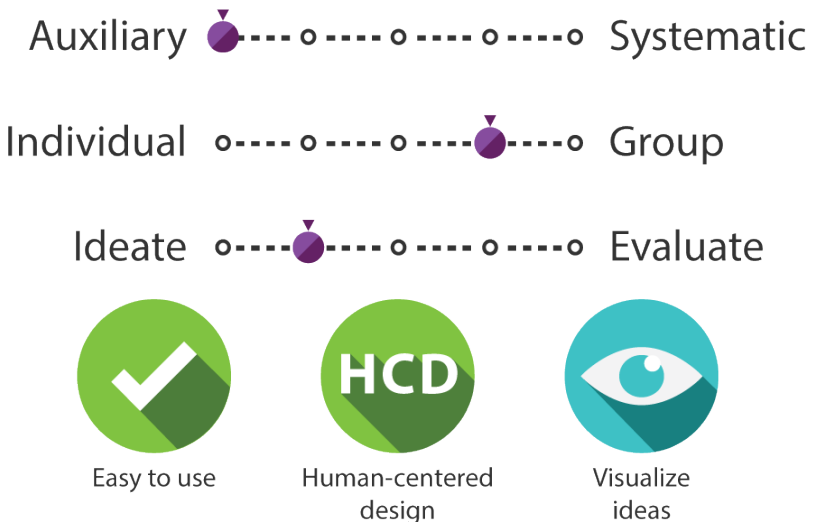 Auxiliary Systematic
Individual Group
Ideate Evaluate
HCD
Easy to use Human-centered Visualize
design ideas